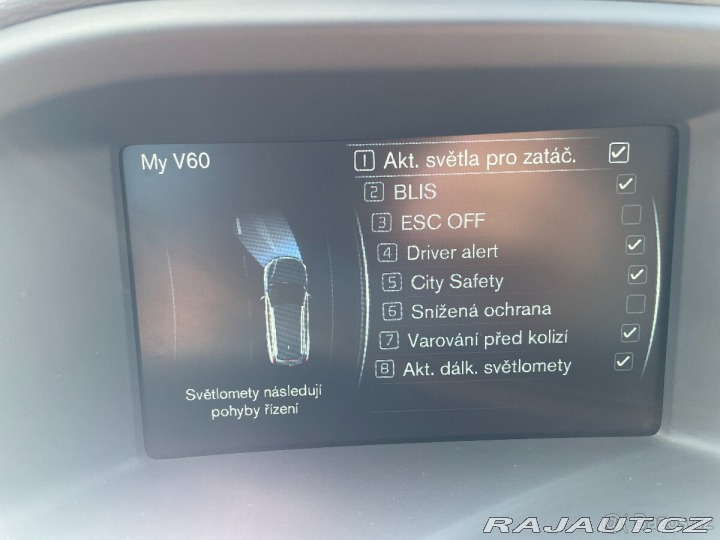 My V60
1 Akt. světla pro zatáč.
2 BLIS
3 ESC OFF
4 Driver alert
5 City Safety
6 Snížená ochrana
7 Varování před kolizí
8 Akt. dálk. světlomety
Světlomety následují
pohyby řízení
RAJAUT.CZ